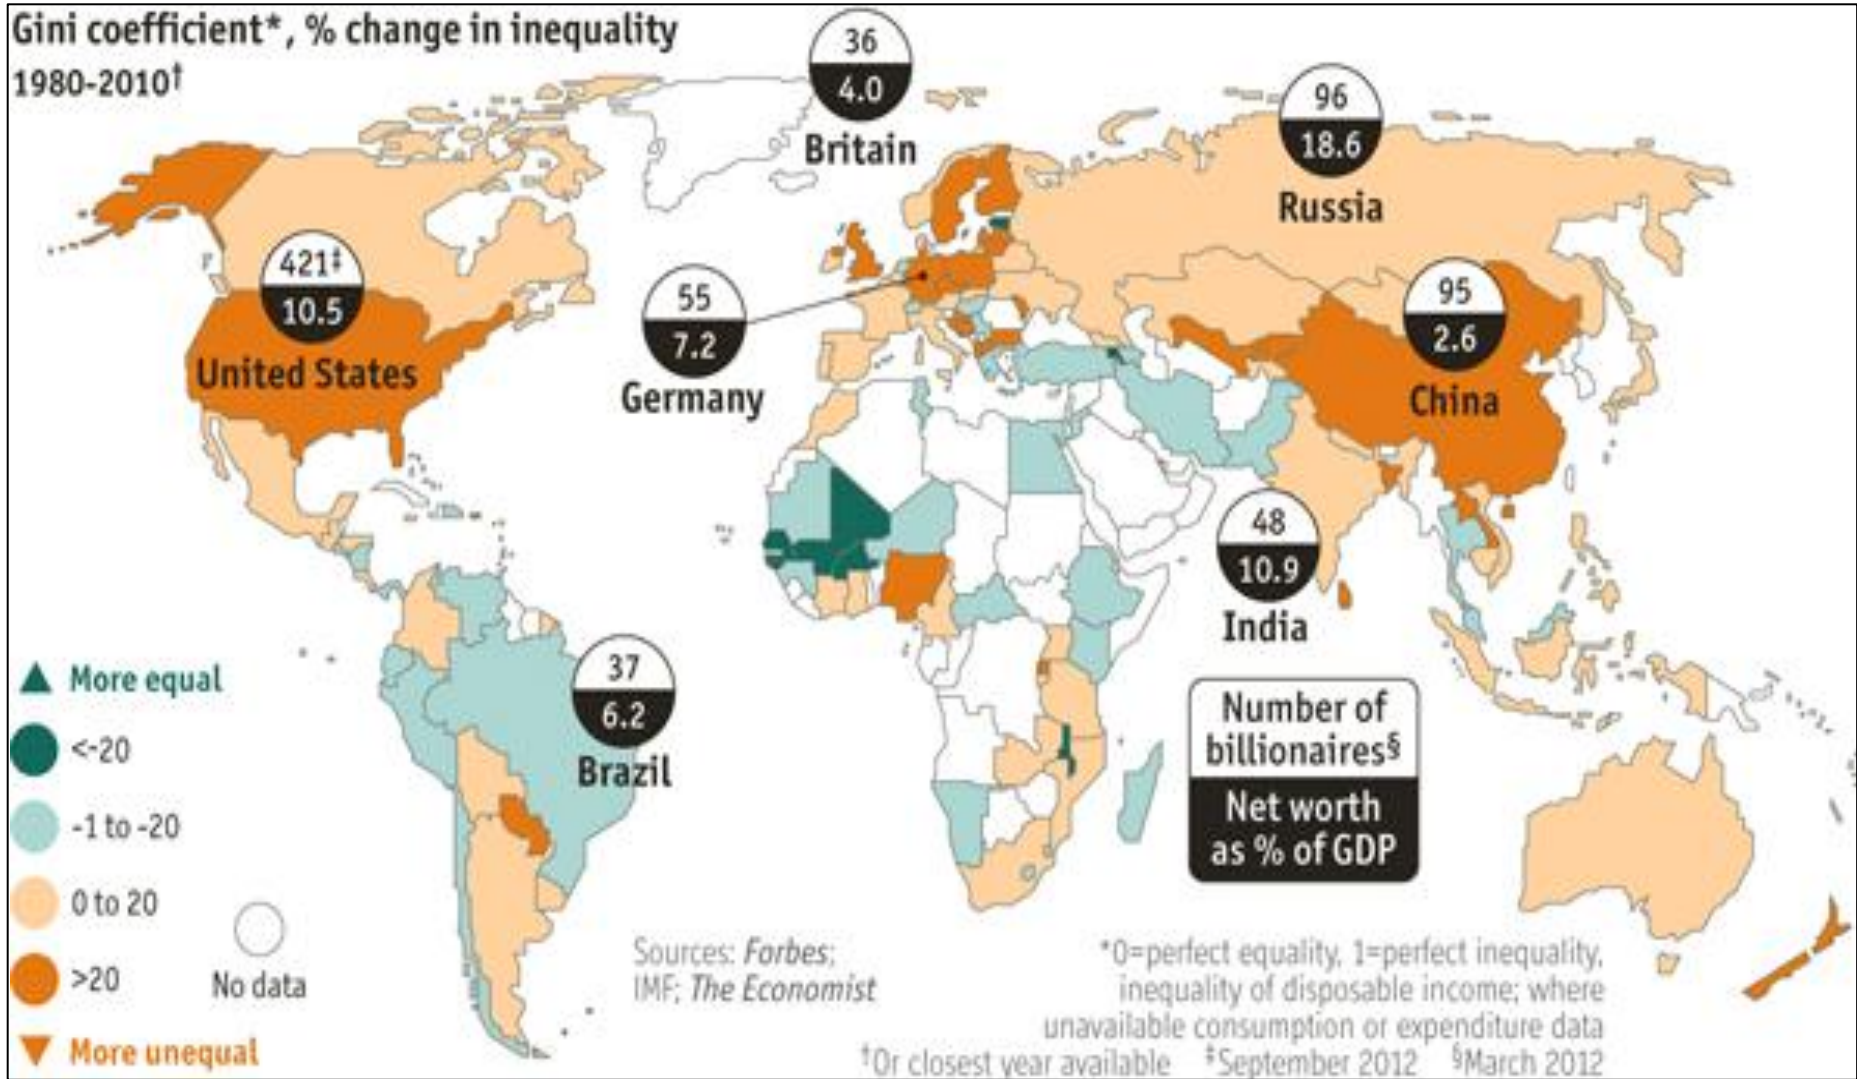 Gini coefficient*, % change in inequality
1980-2010†
36
4.0
Britain
96
18.6
Russia
421‡
10.5
United States
55
7.2
Germany
95
2.6
China
48
10.9
India
37
6.2
Brazil
▲ More equal
<-20
-1 to -20
0 to 20
>20
▼ More unequal
No data
Number of
billionaires§
Net worth
as % of GDP
Sources: Forbes;
IMF; The Economist
*0=perfect equality, 1=perfect inequality,
inequality of disposable income; where
unavailable consumption or expenditure data
†Or closest year available ‡September 2012 §March 2012